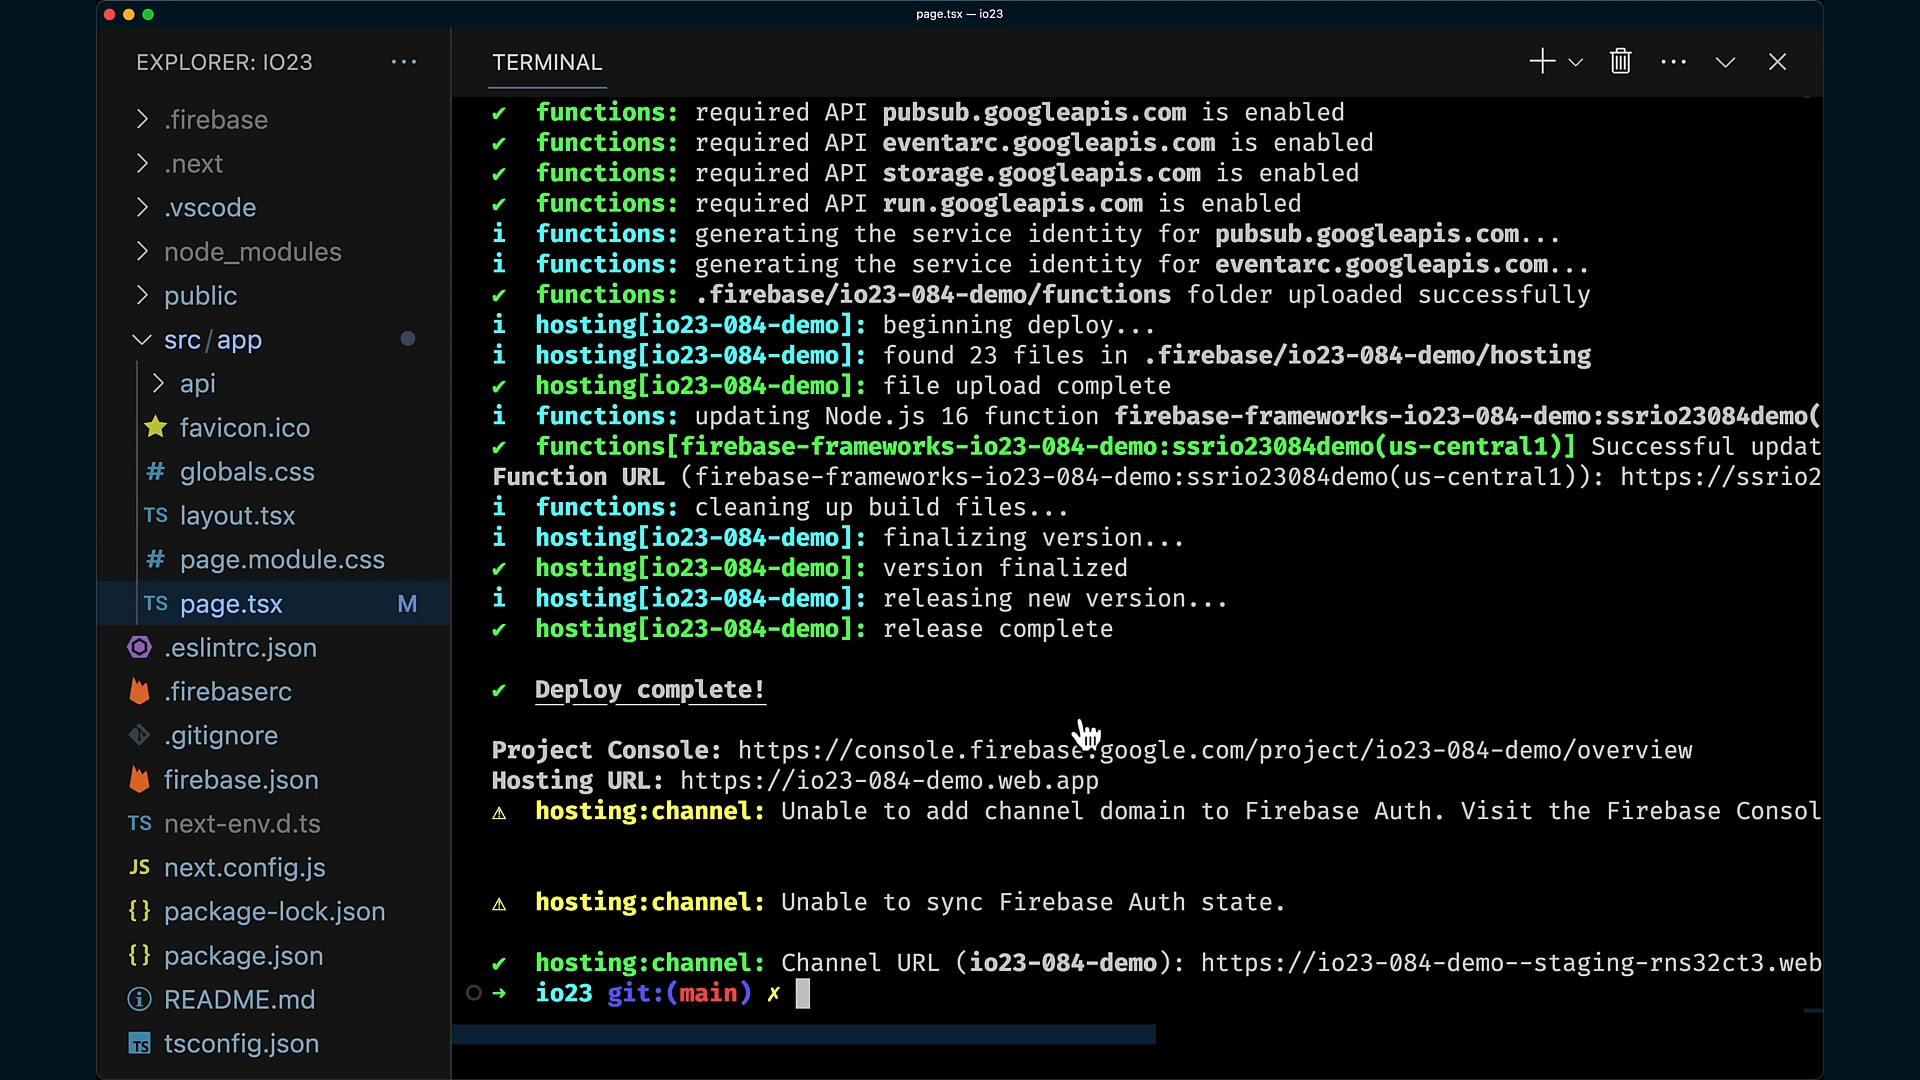 page.tsx — io23
EXPLORER: IO23
.firebase
.next
.vscode
node_modules
public
src/app
api
favicon.ico
# globals.css
TS layout.tsx
# page.module.css
TS page.tsx M
.eslintrc.json
.firebaserc
.gitignore
firebase.json
TS next-env.d.ts
JS next.config.js
{} package-lock.json
{} package.json
README.md
TS tsconfig.json
TERMINAL
✔ functions: required API pubsub.googleapis.com is enabled
✔ functions: required API eventarc.googleapis.com is enabled
✔ functions: required API storage.googleapis.com is enabled
✔ functions: required API run.googleapis.com is enabled
i functions: generating the service identity for pubsub.googleapis.com...
i functions: generating the service identity for eventarc.googleapis.com...
✔ functions: .firebase/io23-084-demo/functions folder uploaded successfully
i hosting[io23-084-demo]: beginning deploy...
i hosting[io23-084-demo]: found 23 files in .firebase/io23-084-demo/hosting
✔ hosting[io23-084-demo]: file upload complete
i functions: updating Node.js 16 function firebase-frameworks-io23-084-demo:ssrio23084demo(
✔ functions[firebase-frameworks-io23-084-demo:ssrio23084demo(us-central1)] Successful updat
Function URL (firebase-frameworks-io23-084-demo:ssrio23084demo(us-central1)): https://ssrio2
i functions: cleaning up build files...
i hosting[io23-084-demo]: finalizing version...
✔ hosting[io23-084-demo]: version finalized
i hosting[io23-084-demo]: releasing new version...
✔ hosting[io23-084-demo]: release complete
✔ Deploy complete!
Project Console: https://console.firebase.google.com/project/io23-084-demo/overview
Hosting URL: https://io23-084-demo.web.app
⚠ hosting:channel: Unable to add channel domain to Firebase Auth. Visit the Firebase Consol
⚠ hosting:channel: Unable to sync Firebase Auth state.
✔ hosting:channel: Channel URL (io23-084-demo): https://io23-084-demo--staging-rns32ct3.web
➜ io23 git:(main) ✗